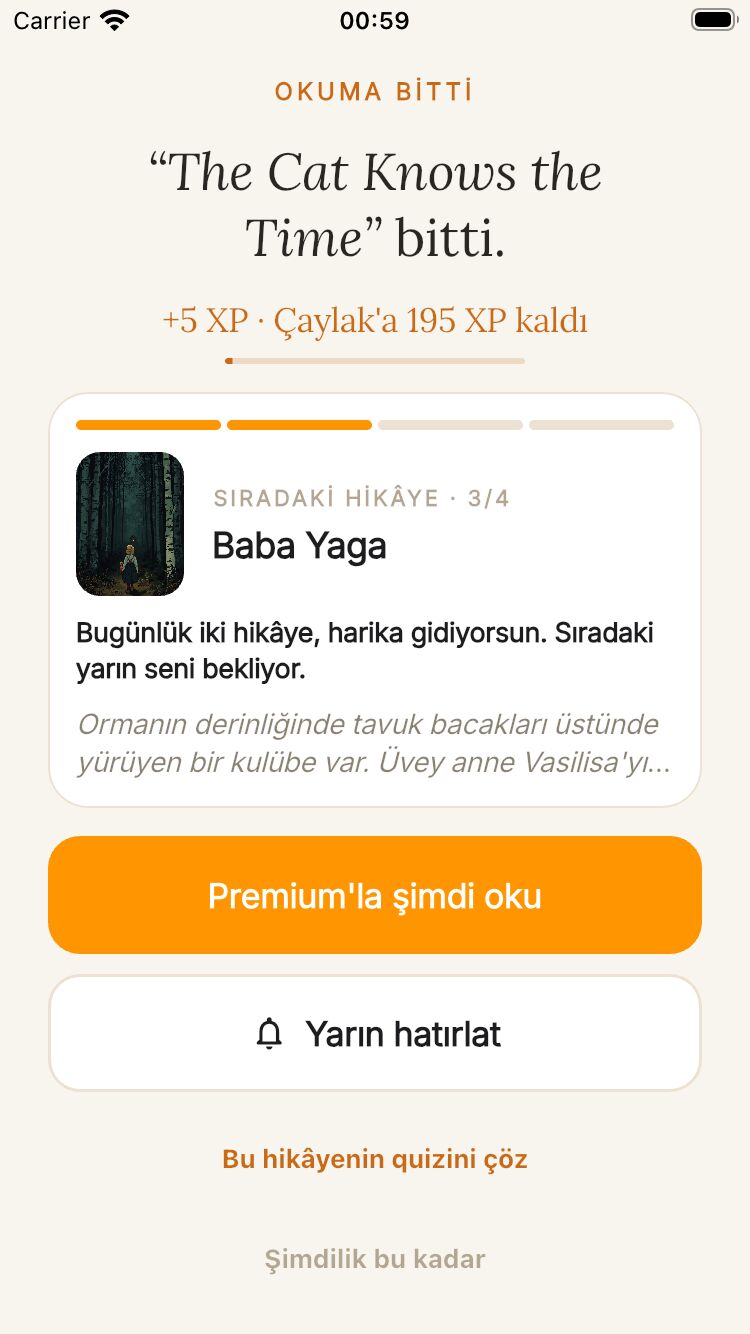 Carrier
00:59
OKUMA BİTTİ
“The Cat Knows the
Time” bitti.
+5 XP · Çaylak'a 195 XP kaldı
SIRADAKİ HİKÂYE · 3/4
Baba Yaga
Bugünlük iki hikâye, harika gidiyorsun. Sıradaki
yarın seni bekliyor.
Ormanın derinliğinde tavuk bacakları üstünde
yürüyen bir kulübe var. Üvey anne Vasilisa'yı...
Premium'la şimdi oku
Yarın hatırlat
Bu hikâyenin quizini çöz
Şimdilik bu kadar